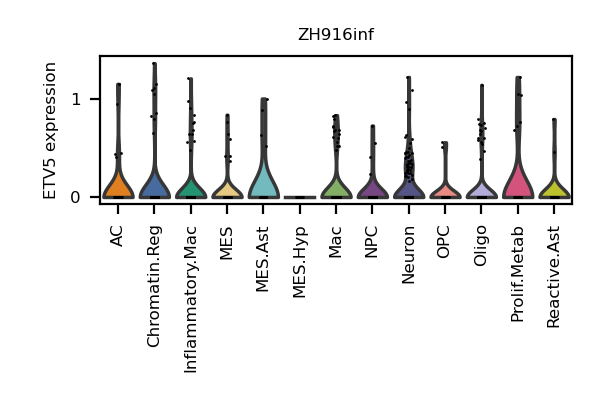 ZH916inf
ETV5 expression
1
0
AC
Chromatin.Reg
Inflammatory.Mac
MES
MES.Ast
MES.Hyp
Mac
NPC
Neuron
OPC
Oligo
Prolif.Metab
Reactive.Ast